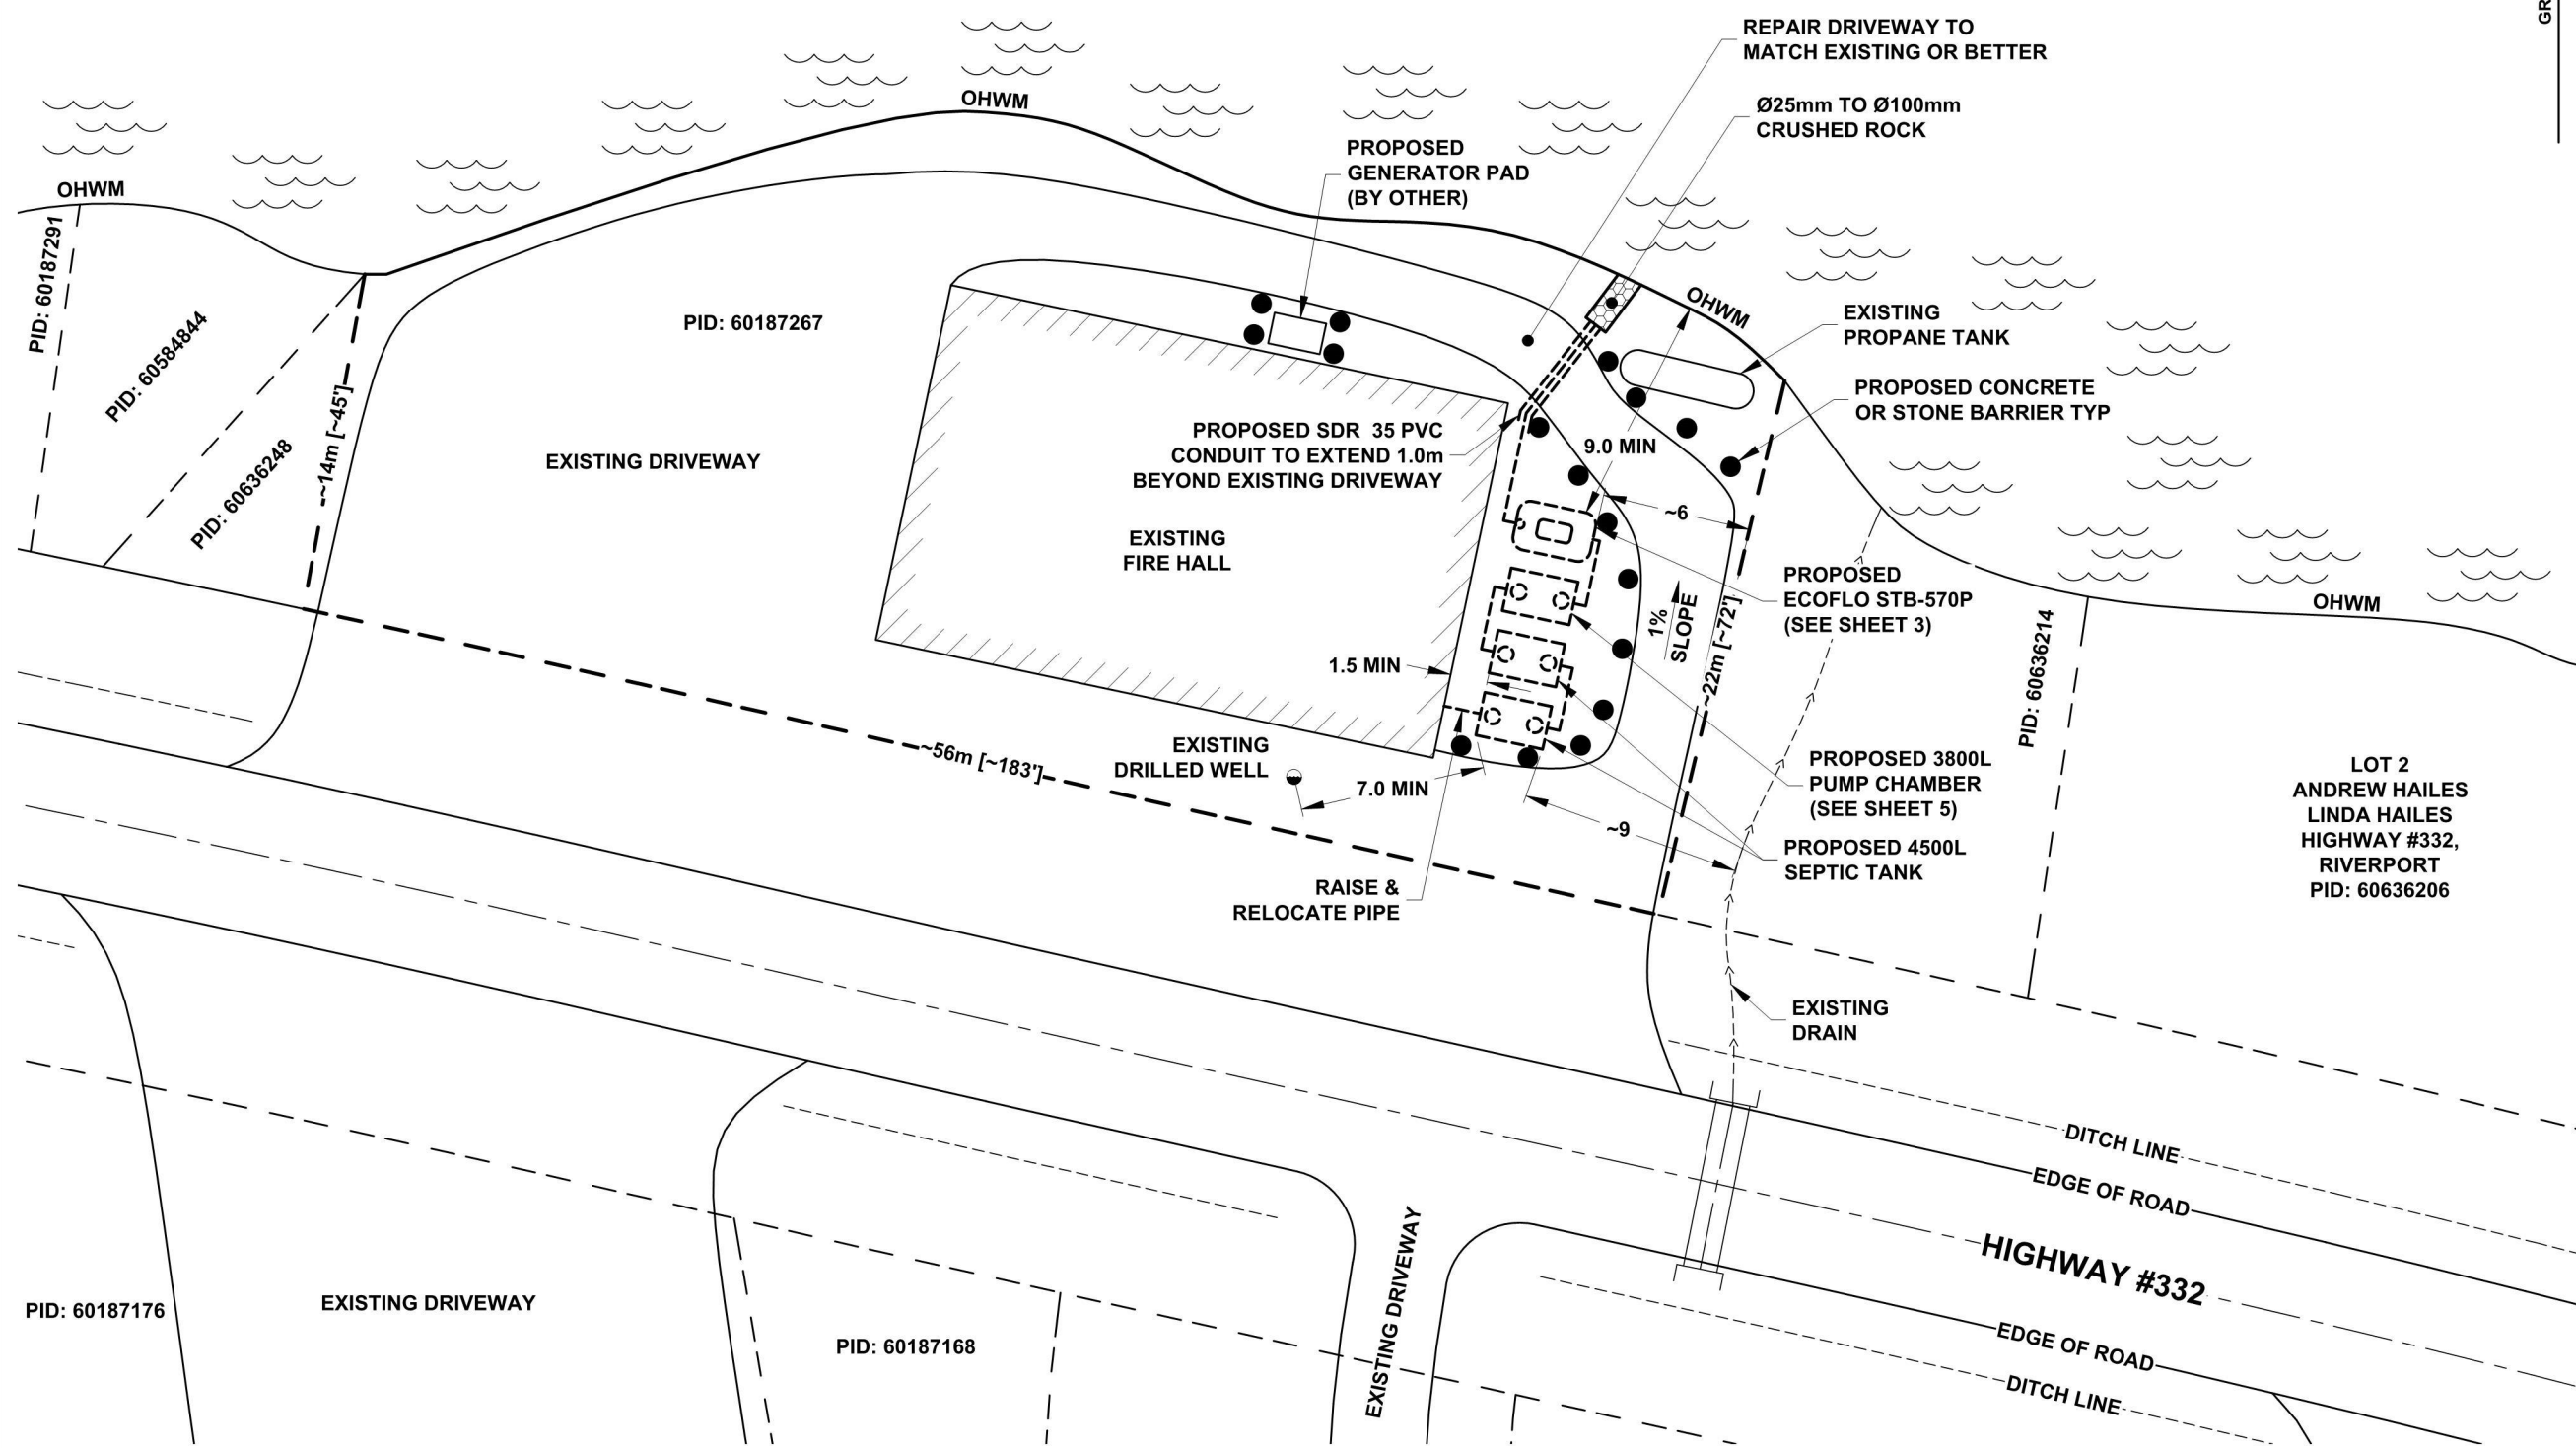 GR
REPAIR DRIVEWAY TO
MATCH EXISTING OR BETTER
Ø25mm TO Ø100mm
CRUSHED ROCK
OHWM
PROPOSED
GENERATOR PAD
(BY OTHER)
OHWM
PID: 60187291
PID: 60584844
PID: 60636248
~14m [~45']
PID: 60187267
OHWM
EXISTING
PROPANE TANK
PROPOSED CONCRETE
OR STONE BARRIER TYP
EXISTING DRIVEWAY
PROPOSED SDR 35 PVC
CONDUIT TO EXTEND 1.0m
BEYOND EXISTING DRIVEWAY
9.0 MIN
~6
EXISTING
FIRE HALL
PROPOSED
ECOFLO STB-570P
(SEE SHEET 3)
1%
SLOPE
~22m [~72']
OHWM
PID: 60636214
1.5 MIN
~56m [~183']
EXISTING
DRILLED WELL
7.0 MIN
~9
PROPOSED 3800L
PUMP CHAMBER
(SEE SHEET 5)
PROPOSED 4500L
SEPTIC TANK
RAISE &
RELOCATE PIPE
LOT 2
ANDREW HAILES
LINDA HAILES
HIGHWAY #332,
RIVERPORT
PID: 60636206
EXISTING
DRAIN
DITCH LINE
EDGE OF ROAD
HIGHWAY #332
EDGE OF ROAD
DITCH LINE
EXISTING DRIVEWAY
PID: 60187176
EXISTING DRIVEWAY
PID: 60187168